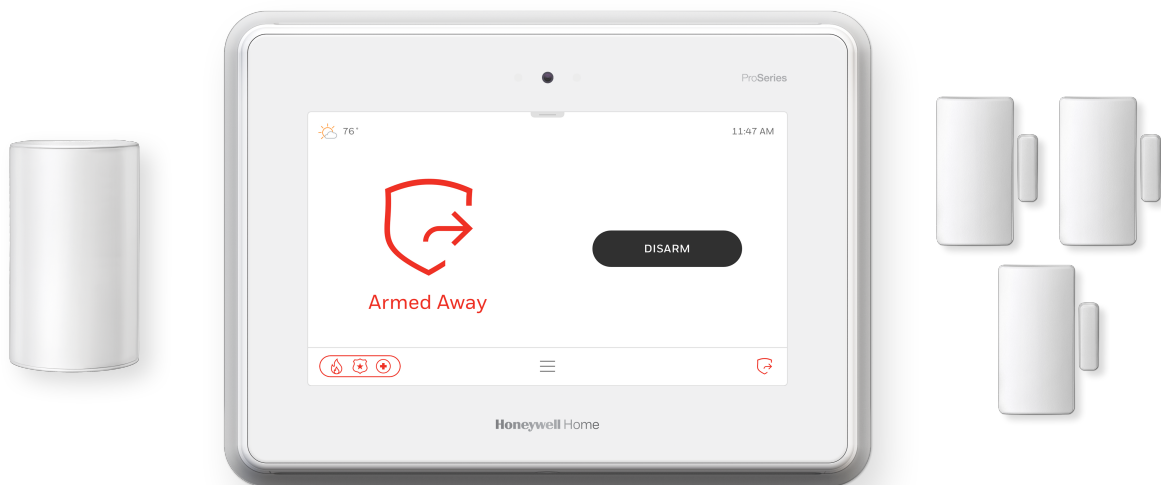 ProSeries
76°
11:47 AM
DISARM
Armed Away
Honeywell Home